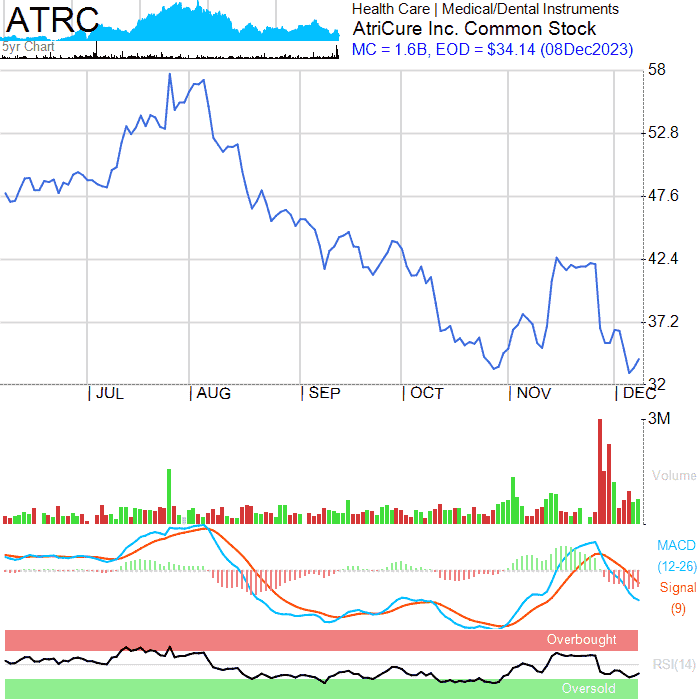 ATRC
5yr Chart
Health Care | Medical/Dental Instruments
AtriCure Inc. Common Stock
MC = 1.6B, EOD = $34.14 (08Dec2023)
58
52.8
47.6
42.4
37.2
32
JUL
AUG
SEP
OCT
NOV
DEC
3M
Volume
MACD
(12-26)
Signal
(9)
Overbought
RSI(14)
Oversold